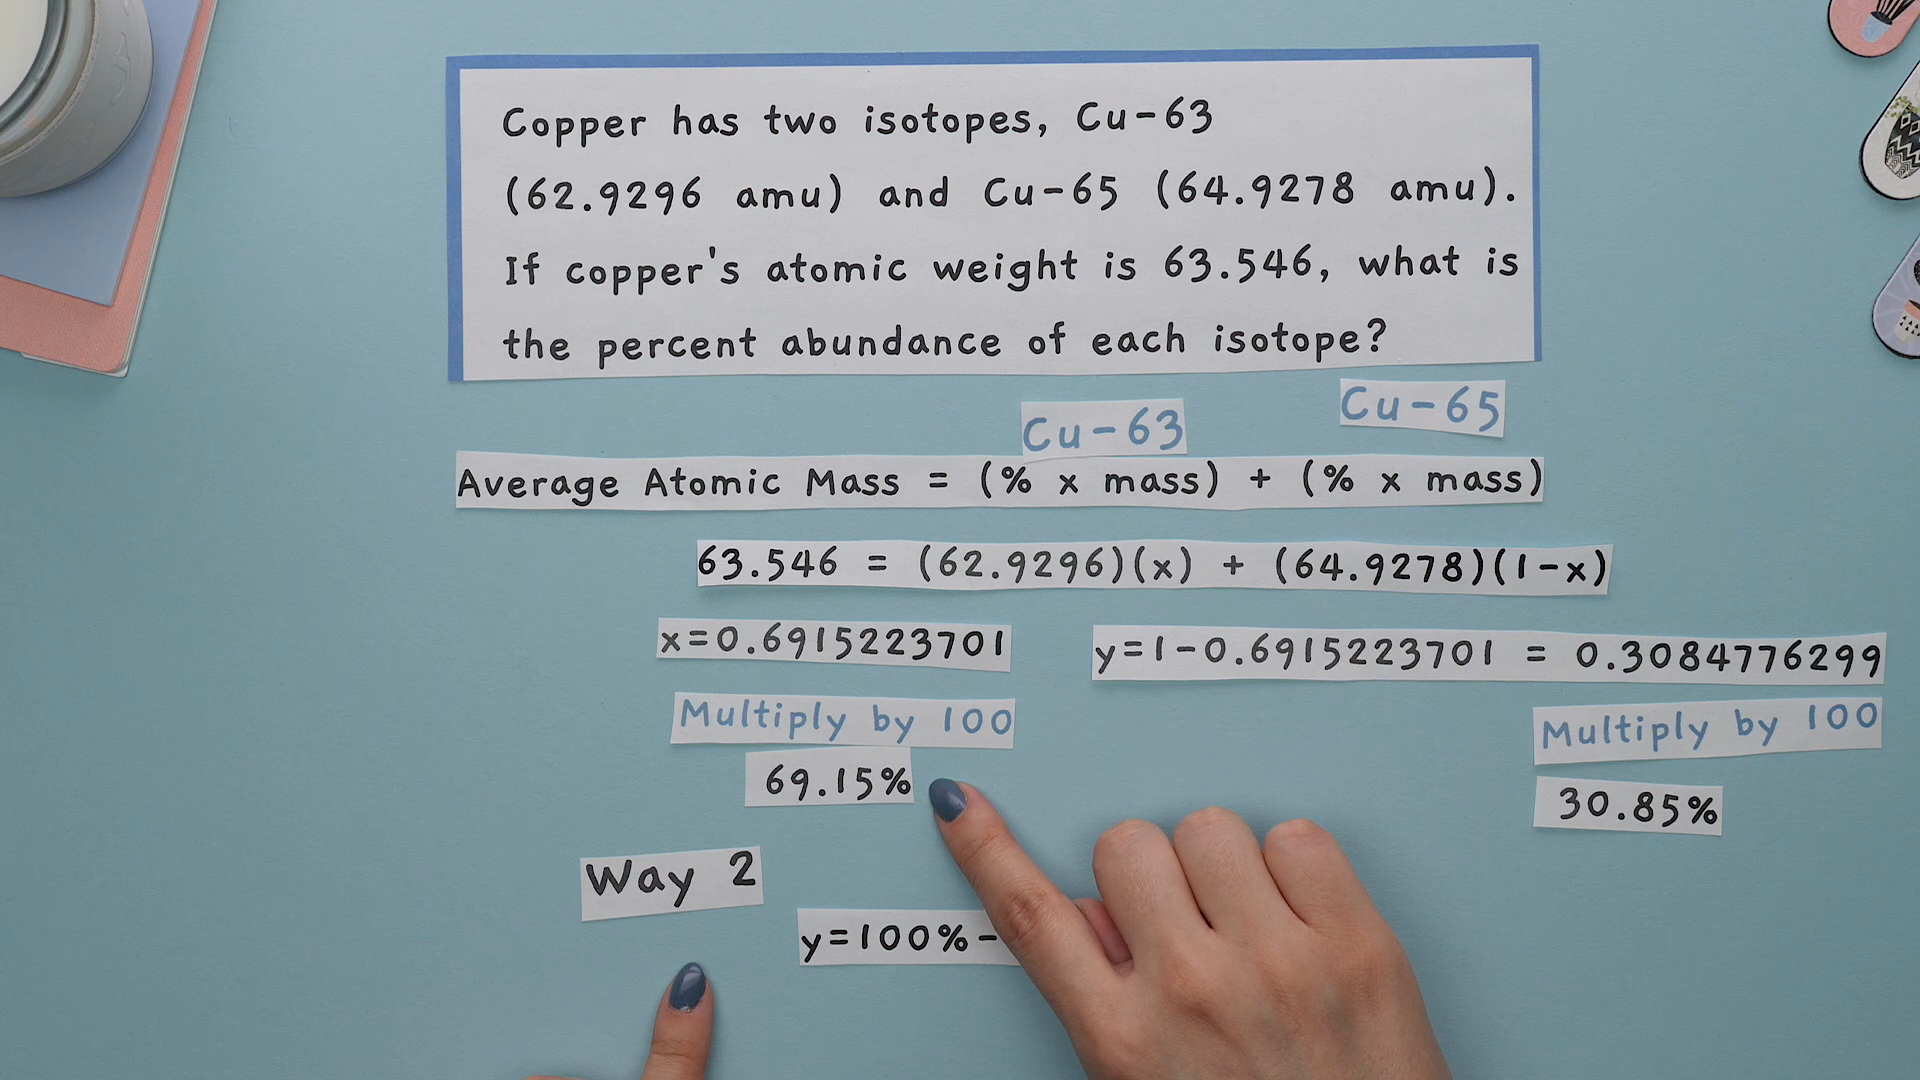 Copper has two isotopes, Cu-63
(62.9296 amu) and Cu-65 (64.9278 amu).
If copper's atomic weight is 63.546, what is
the percent abundance of each isotope?
Cu-63
Cu-65
Average Atomic Mass = (% x mass) + (% x mass)
63.546 = (62.9296)(x) + (64.9278)(1-x)
x=0.6915223701
y=1-0.6915223701 = 0.3084776299
Multiply by 100
Multiply by 100
69.15%
30.85%
Way 2
y=100%-